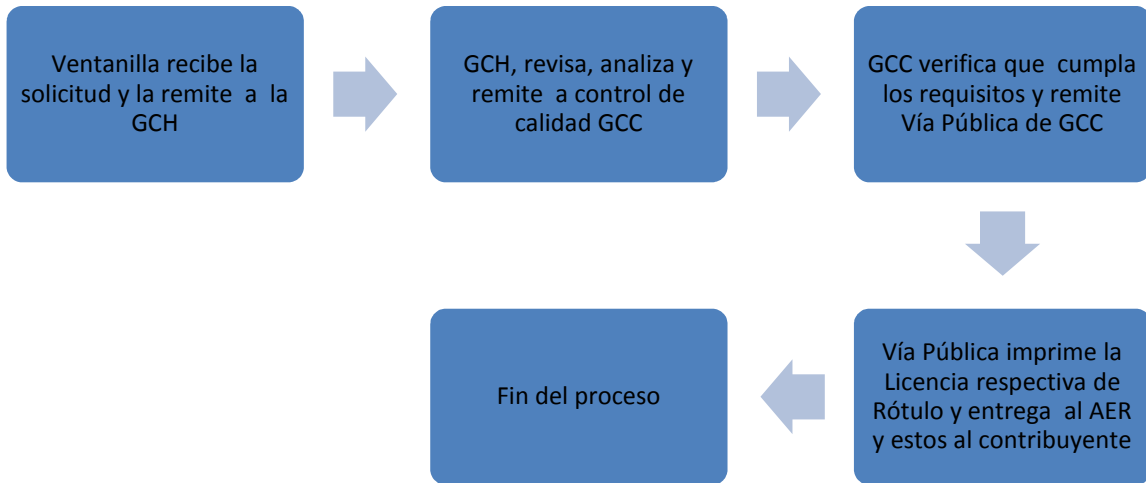 Ventanilla recibe la
solicitud y la remite a la
GCH
GCH, revisa, analiza y
remite a control de
calidad GCC
GCC verifica que cumpla
los requisitos y remite
Vía Pública de GCC
Vía Pública imprime la
Licencia respectiva de
Rótulo y entrega al AER
y estos al contribuyente
Fin del proceso